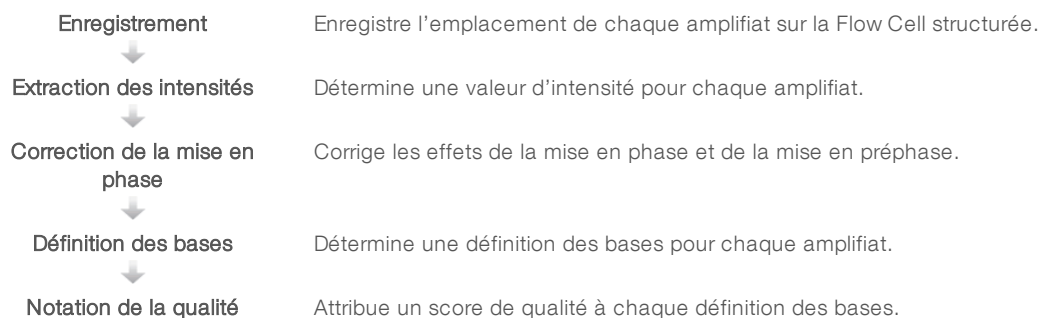 Enregistrement Enregistre l’emplacement de chaque amplifiat sur la Flow Cell structurée.
Extraction des intensités Détermine une valeur d’intensité pour chaque amplifiat.
Correction de la mise en Corrige les effets de la mise en phase et de la mise en préphase.
phase
Définition des bases Détermine une définition des bases pour chaque amplifiat.
Notation de la qualité Attribue un score de qualité à chaque définition des bases.